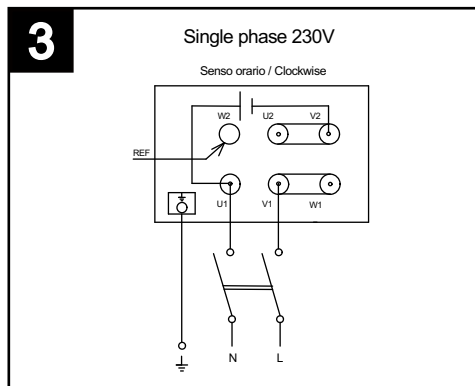 3
Single phase 230V
Senso orario / Clockwise
W2 U2 V2
REF
U1 V1 W1
N L